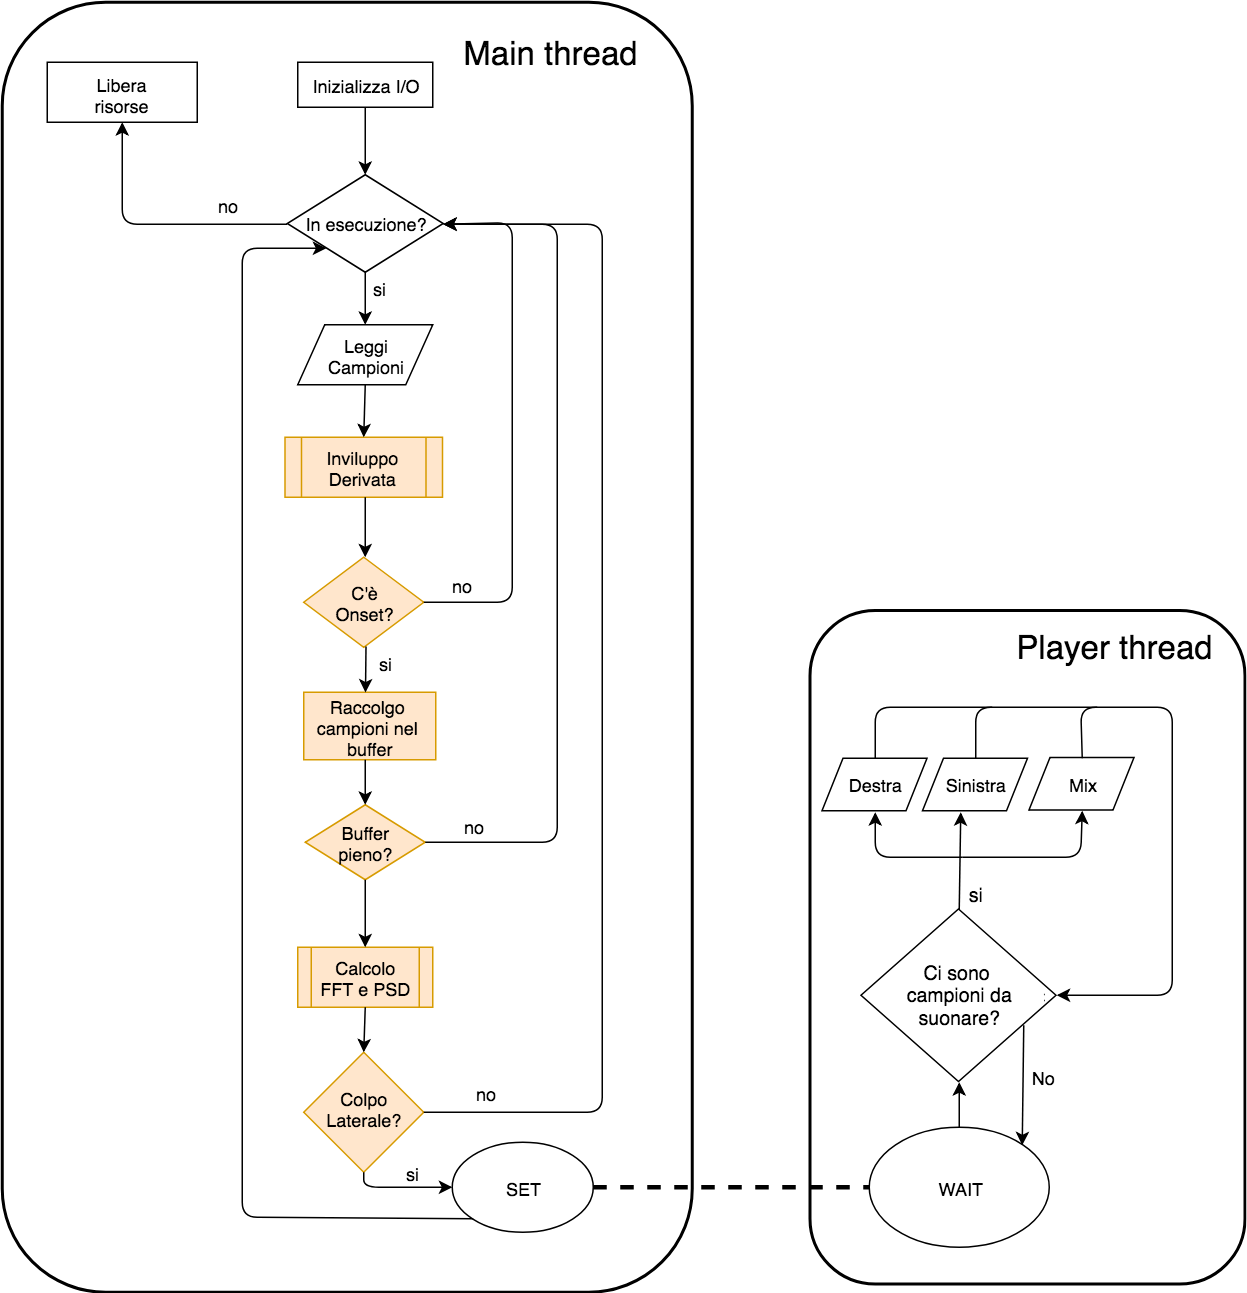 Main thread
Libera
risorse
Inizializza I/O
no
In esecuzione?
si
Leggi
Campioni
Inviluppo
Derivata
C'è
Onset?
no
si
Raccolgo
campioni nel
buffer
Buffer
pieno?
no
Calcolo
FFT e PSD
Colpo
Laterale?
no
si
SET
Player thread
Destra
Sinistra
Mix
si
Ci sono
campioni da
suonare?
No
WAIT